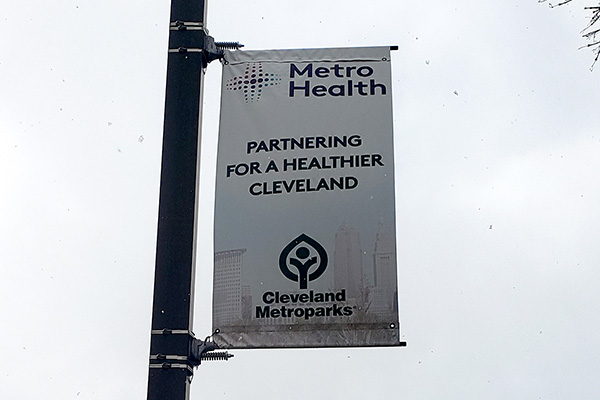 Metro
Health
PARTNERING
FOR A HEALTHIER
CLEVELAND
Cleveland
Metroparks